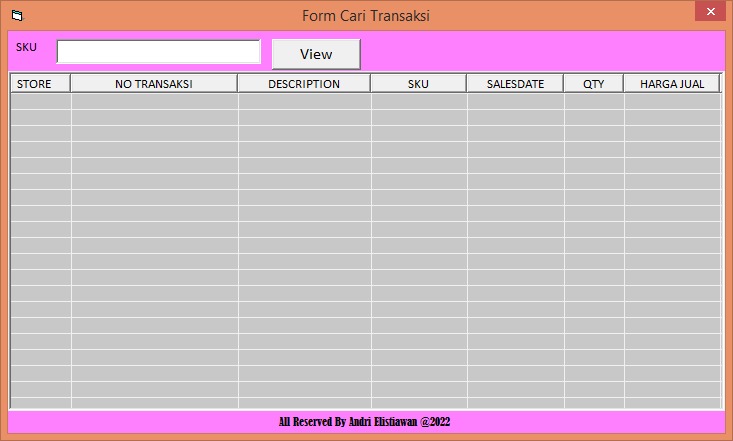 Form Cari Transaksi
SKU
View
STORE NO TRANSAKSI DESCRIPTION SKU SALESDATE QTY HARGA JUAL
All Reserved By Andri Elistiawan @2022